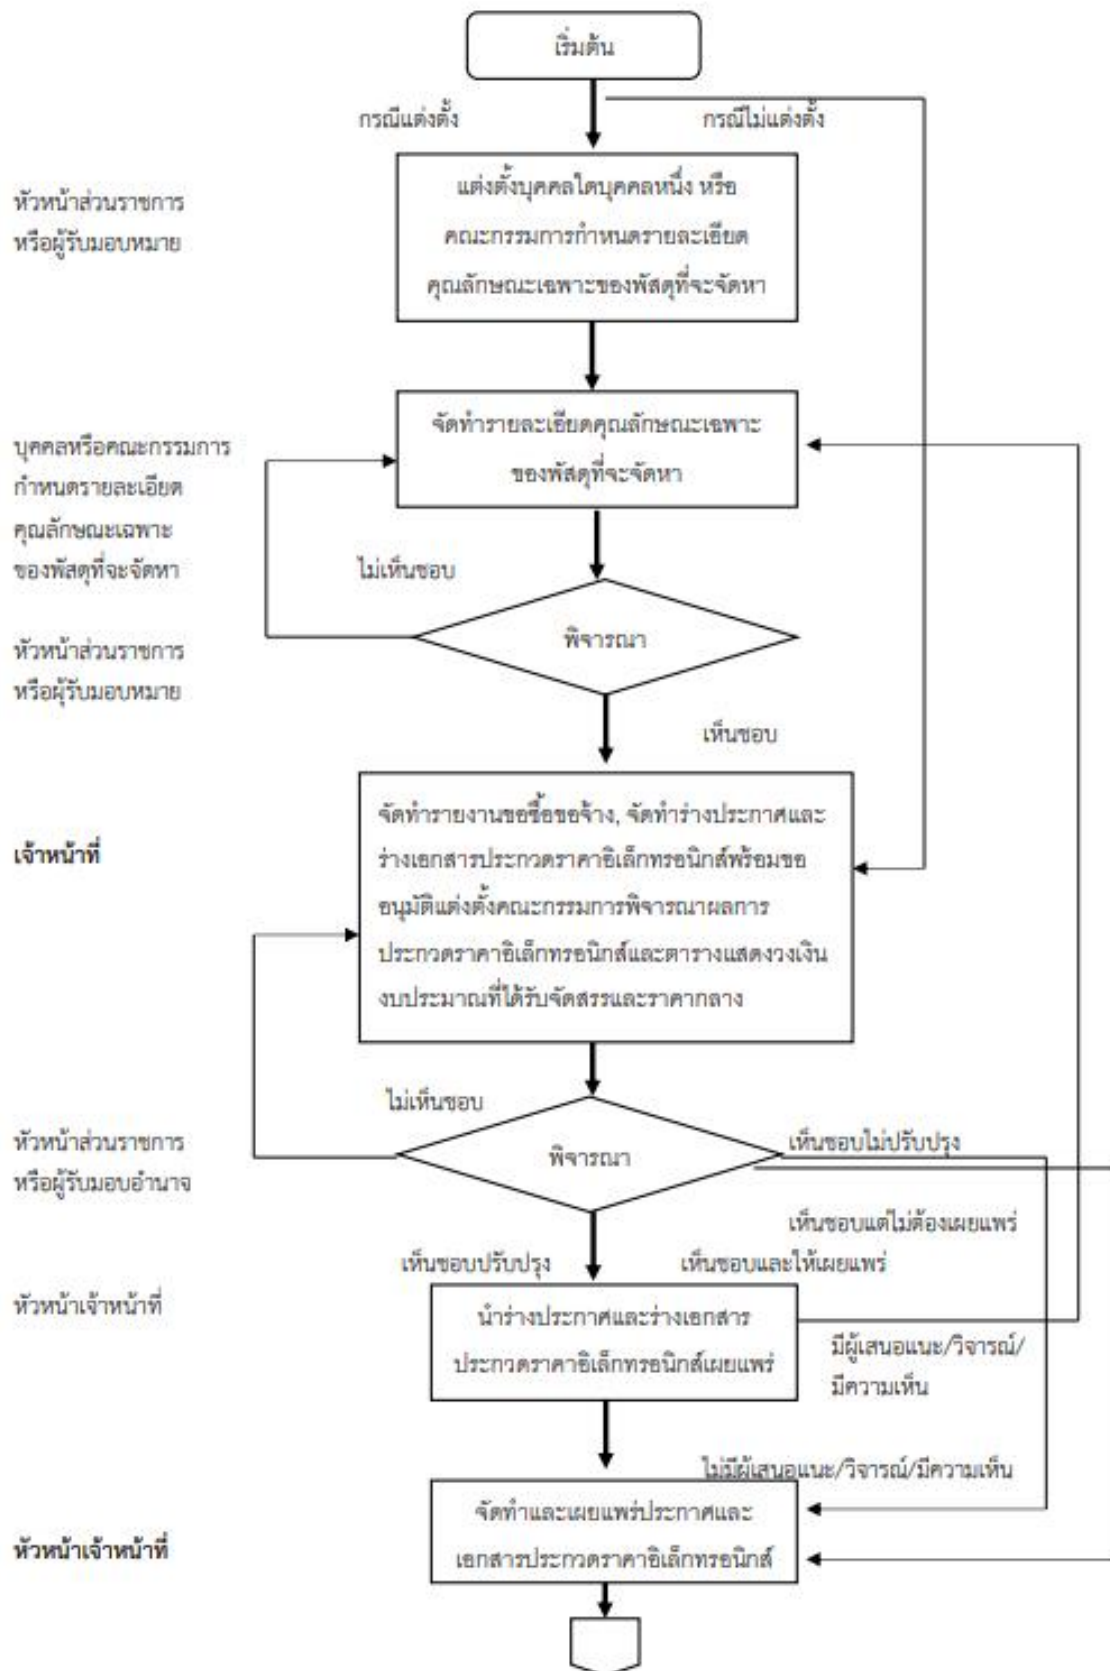 เริ่มต้น
กรณีแต่งตั้ง
กรณีไม่แต่งตั้ง
หัวหน้าส่วนราชการ
หรือผู้รับมอบหมาย
แต่งตั้งบุคคลใดบุคคลหนึ่ง หรือ
คณะกรรมการกำหนดรายละเอียด
คุณลักษณะเฉพาะของพัสดุที่จะจัดหา
บุคคลหรือคณะกรรมการ
กำหนดรายละเอียด
คุณลักษณะเฉพาะ
ของพัสดุที่จะจัดหา
จัดทำรายละเอียดคุณลักษณะเฉพาะ
ของพัสดุที่จะจัดหา
ไม่เห็นชอบ
หัวหน้าส่วนราชการ
หรือผู้รับมอบหมาย
พิจารณา
เห็นชอบ
เจ้าหน้าที่
จัดทำรายงานขอซื้อขอจ้าง, จัดทำร่างประกาศและ
ร่างเอกสารประกวดราคาอิเล็กทรอนิกส์พร้อมขอ
อนุมัติแต่งตั้งคณะกรรมการพิจารณาผลการ
ประกวดราคาอิเล็กทรอนิกส์และตารางแสดงวงเงิน
งบประมาณที่ได้รับจัดสรรและราคากลาง
ไม่เห็นชอบ
หัวหน้าส่วนราชการ
หรือผู้รับมอบอำนาจ
พิจารณา
เห็นชอบไม่ปรับปรุง
เห็นชอบแต่ไม่ต้องเผยแพร่
เห็นชอบปรับปรุง
เห็นชอบและให้เผยแพร่
หัวหน้าเจ้าหน้าที่
นำร่างประกาศและร่างเอกสาร
ประกวดราคาอิเล็กทรอนิกส์เผยแพร่
มีผู้เสนอแนะ/วิจารณ์/
มีความเห็น
ไม่มีผู้เสนอแนะ/วิจารณ์/มีความเห็น
หัวหน้าเจ้าหน้าที่
จัดทำและเผยแพร่ประกาศและ
เอกสารประกวดราคาอิเล็กทรอนิกส์